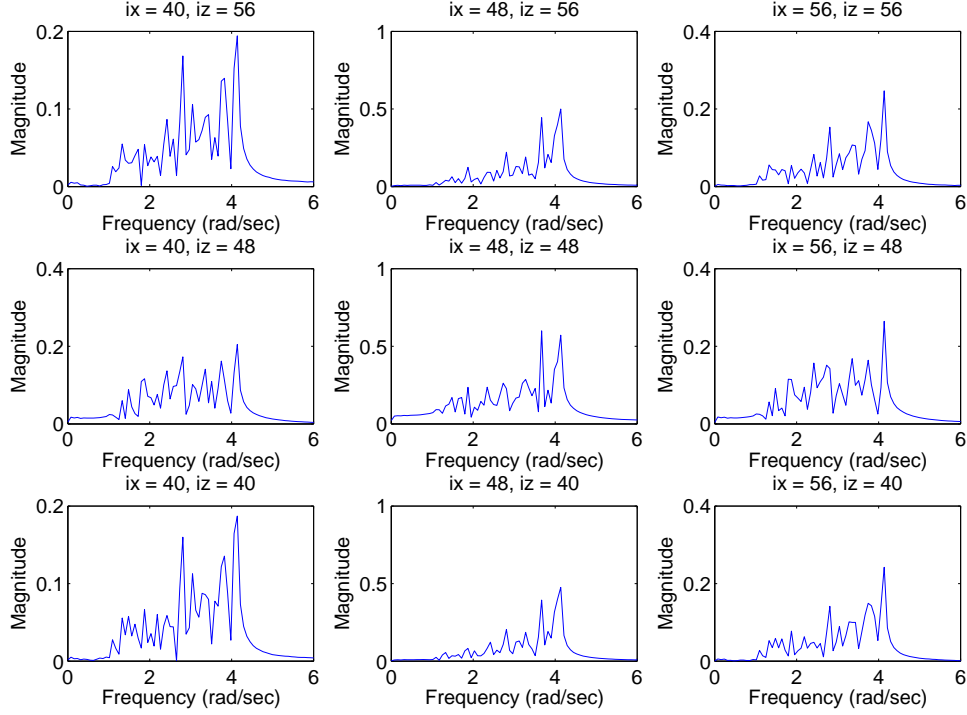 ix = 40, iz = 56
ix = 48, iz = 56
ix = 56, iz = 56
0.2
0.1
0
Magnitude
0 2 4 6
Frequency (rad/sec)
1
0.5
0
Magnitude
0 2 4 6
Frequency (rad/sec)
0.4
0.2
0
Magnitude
0 2 4 6
Frequency (rad/sec)
ix = 40, iz = 48
ix = 48, iz = 48
ix = 56, iz = 48
0.4
0.2
0
Magnitude
0 2 4 6
Frequency (rad/sec)
1
0.5
0
Magnitude
0 2 4 6
Frequency (rad/sec)
0.4
0.2
0
Magnitude
0 2 4 6
Frequency (rad/sec)
ix = 40, iz = 40
ix = 48, iz = 40
ix = 56, iz = 40
0.2
0.1
0
Magnitude
0 2 4 6
Frequency (rad/sec)
1
0.5
0
Magnitude
0 2 4 6
Frequency (rad/sec)
0.4
0.2
0
Magnitude
0 2 4 6
Frequency (rad/sec)